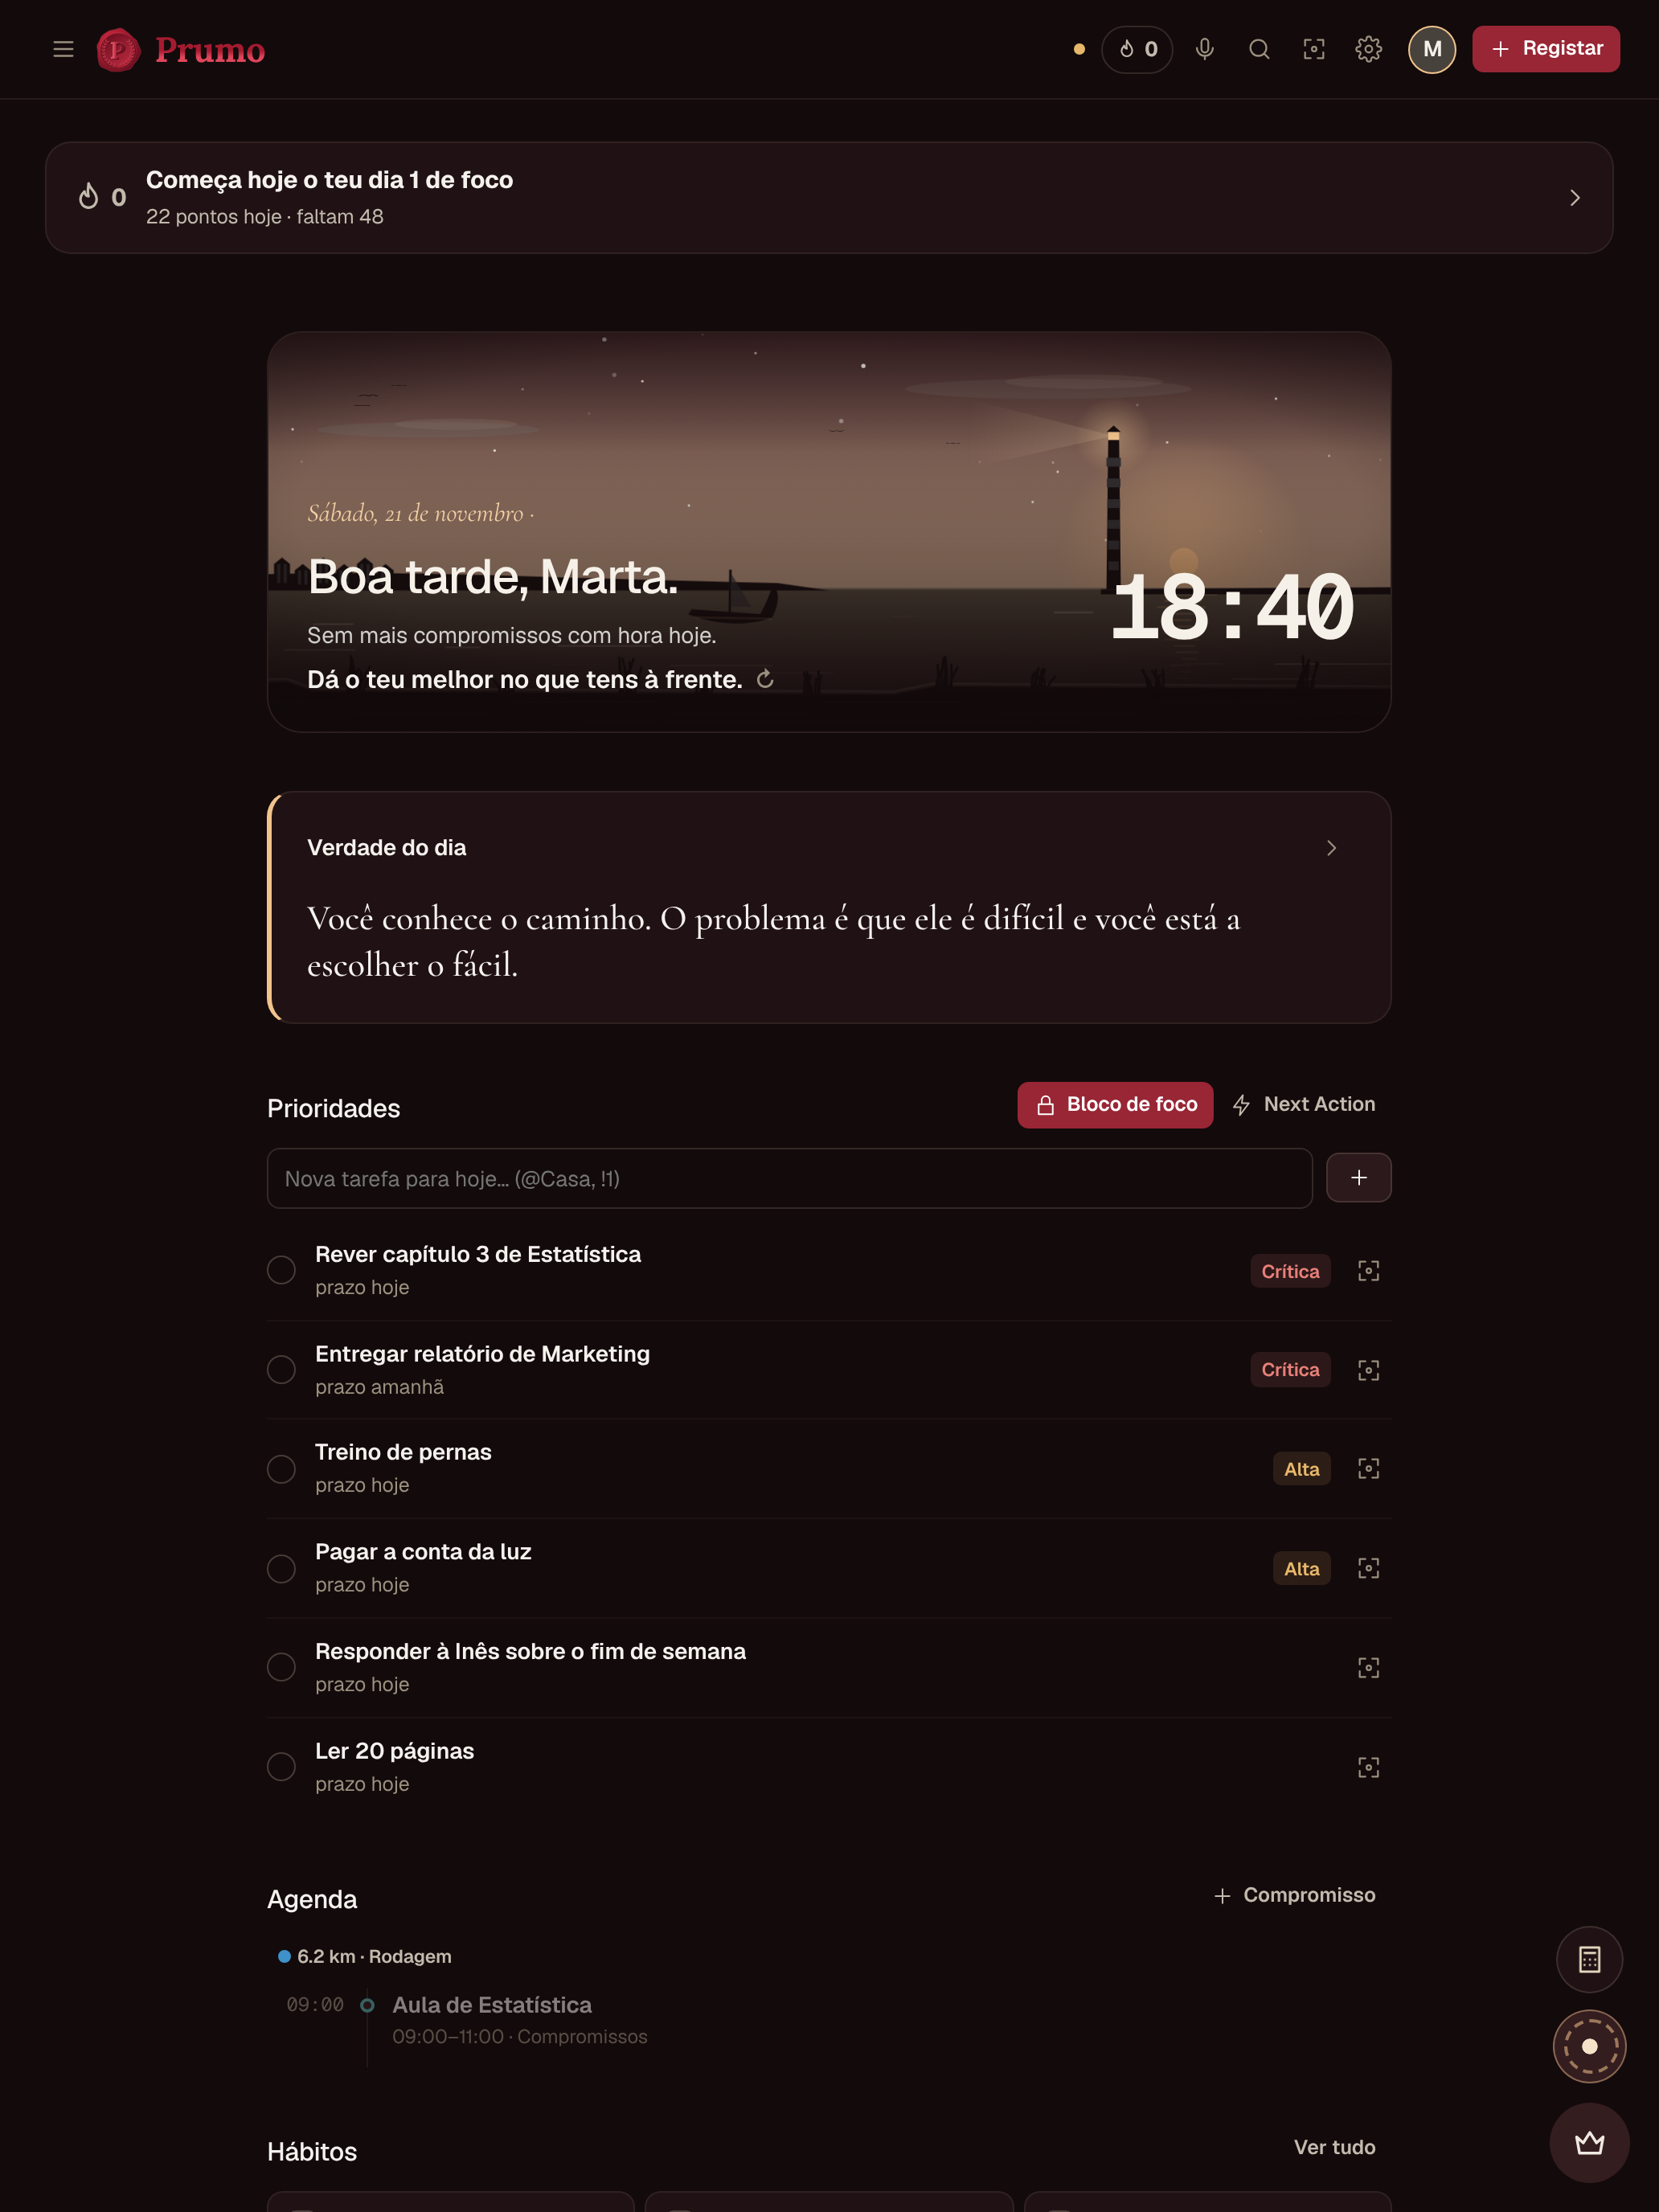 Prumo
0
M
Registar
0
Começa hoje o teu dia 1 de foco
22 pontos hoje · faltam 48
Sábado, 21 de novembro ·
Boa tarde, Marta.
18:40
Sem mais compromissos com hora hoje.
Dá o teu melhor no que tens à frente.
Verdade do dia
Você conhece o caminho. O problema é que ele é difícil e você está a
escolher o fácil.
Prioridades
Bloco de foco
Next Action
Nova tarefa para hoje... (@Casa, !1)
Rever capítulo 3 de Estatística
prazo hoje
Crítica
Entregar relatório de Marketing
prazo amanhã
Crítica
Treino de pernas
prazo hoje
Alta
Pagar a conta da luz
prazo hoje
Alta
Responder à Inês sobre o fim de semana
prazo hoje
Ler 20 páginas
prazo hoje
Agenda
Compromisso
6.2 km · Rodagem
09:00
Aula de Estatística
09:00–11:00 · Compromissos
Hábitos
Ver tudo